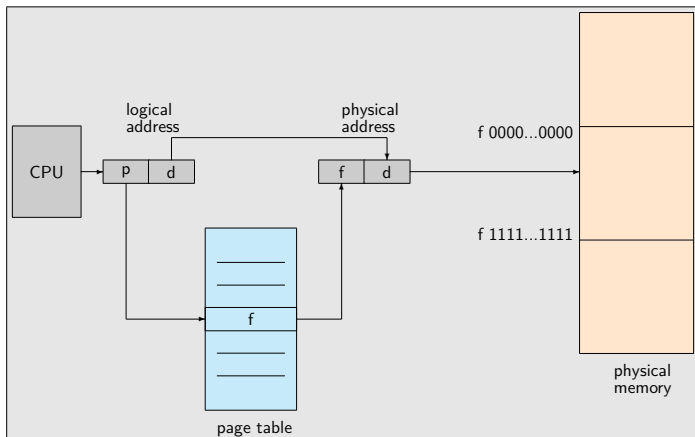 logical
address
physical
address
f 0000...0000
CPU
p
d
f
d
f 1111...1111
f
physical
memory
page table